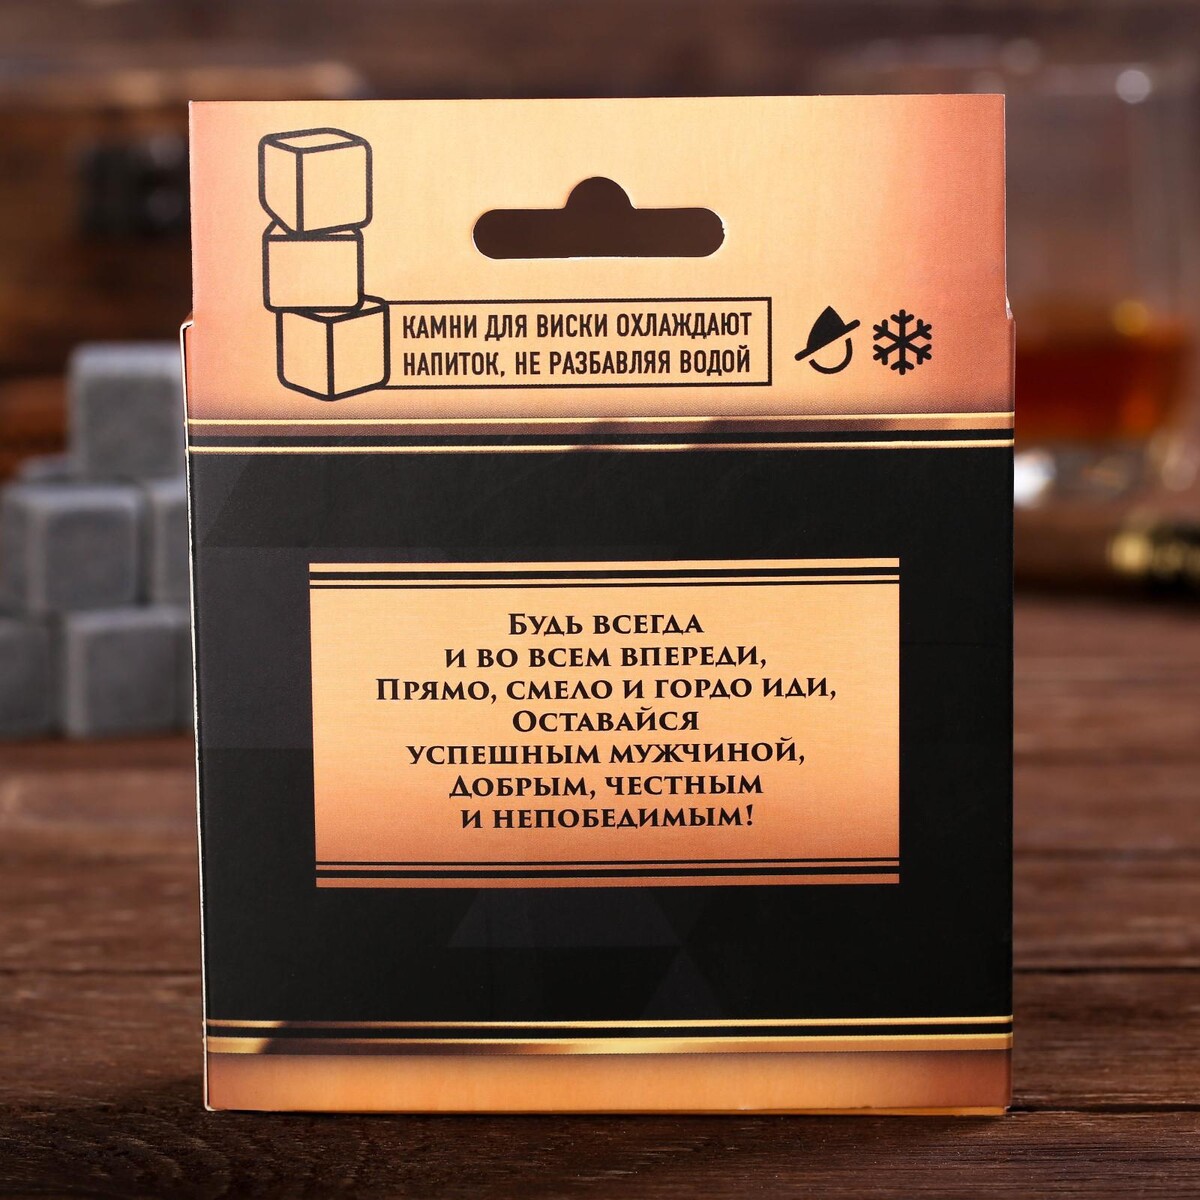 КАМНИ ДЛЯ ВИСКИ ОХЛАЖДАЮТ
НАПИТОК, НЕ РАЗБАВЛЯЯ ВОДОЙ
Будь всегда
и во всем впереди,
Прямо, смело и гордо иди,
Оставайся
успешным мужчиной,
Добрым, честным
и непобедимым!